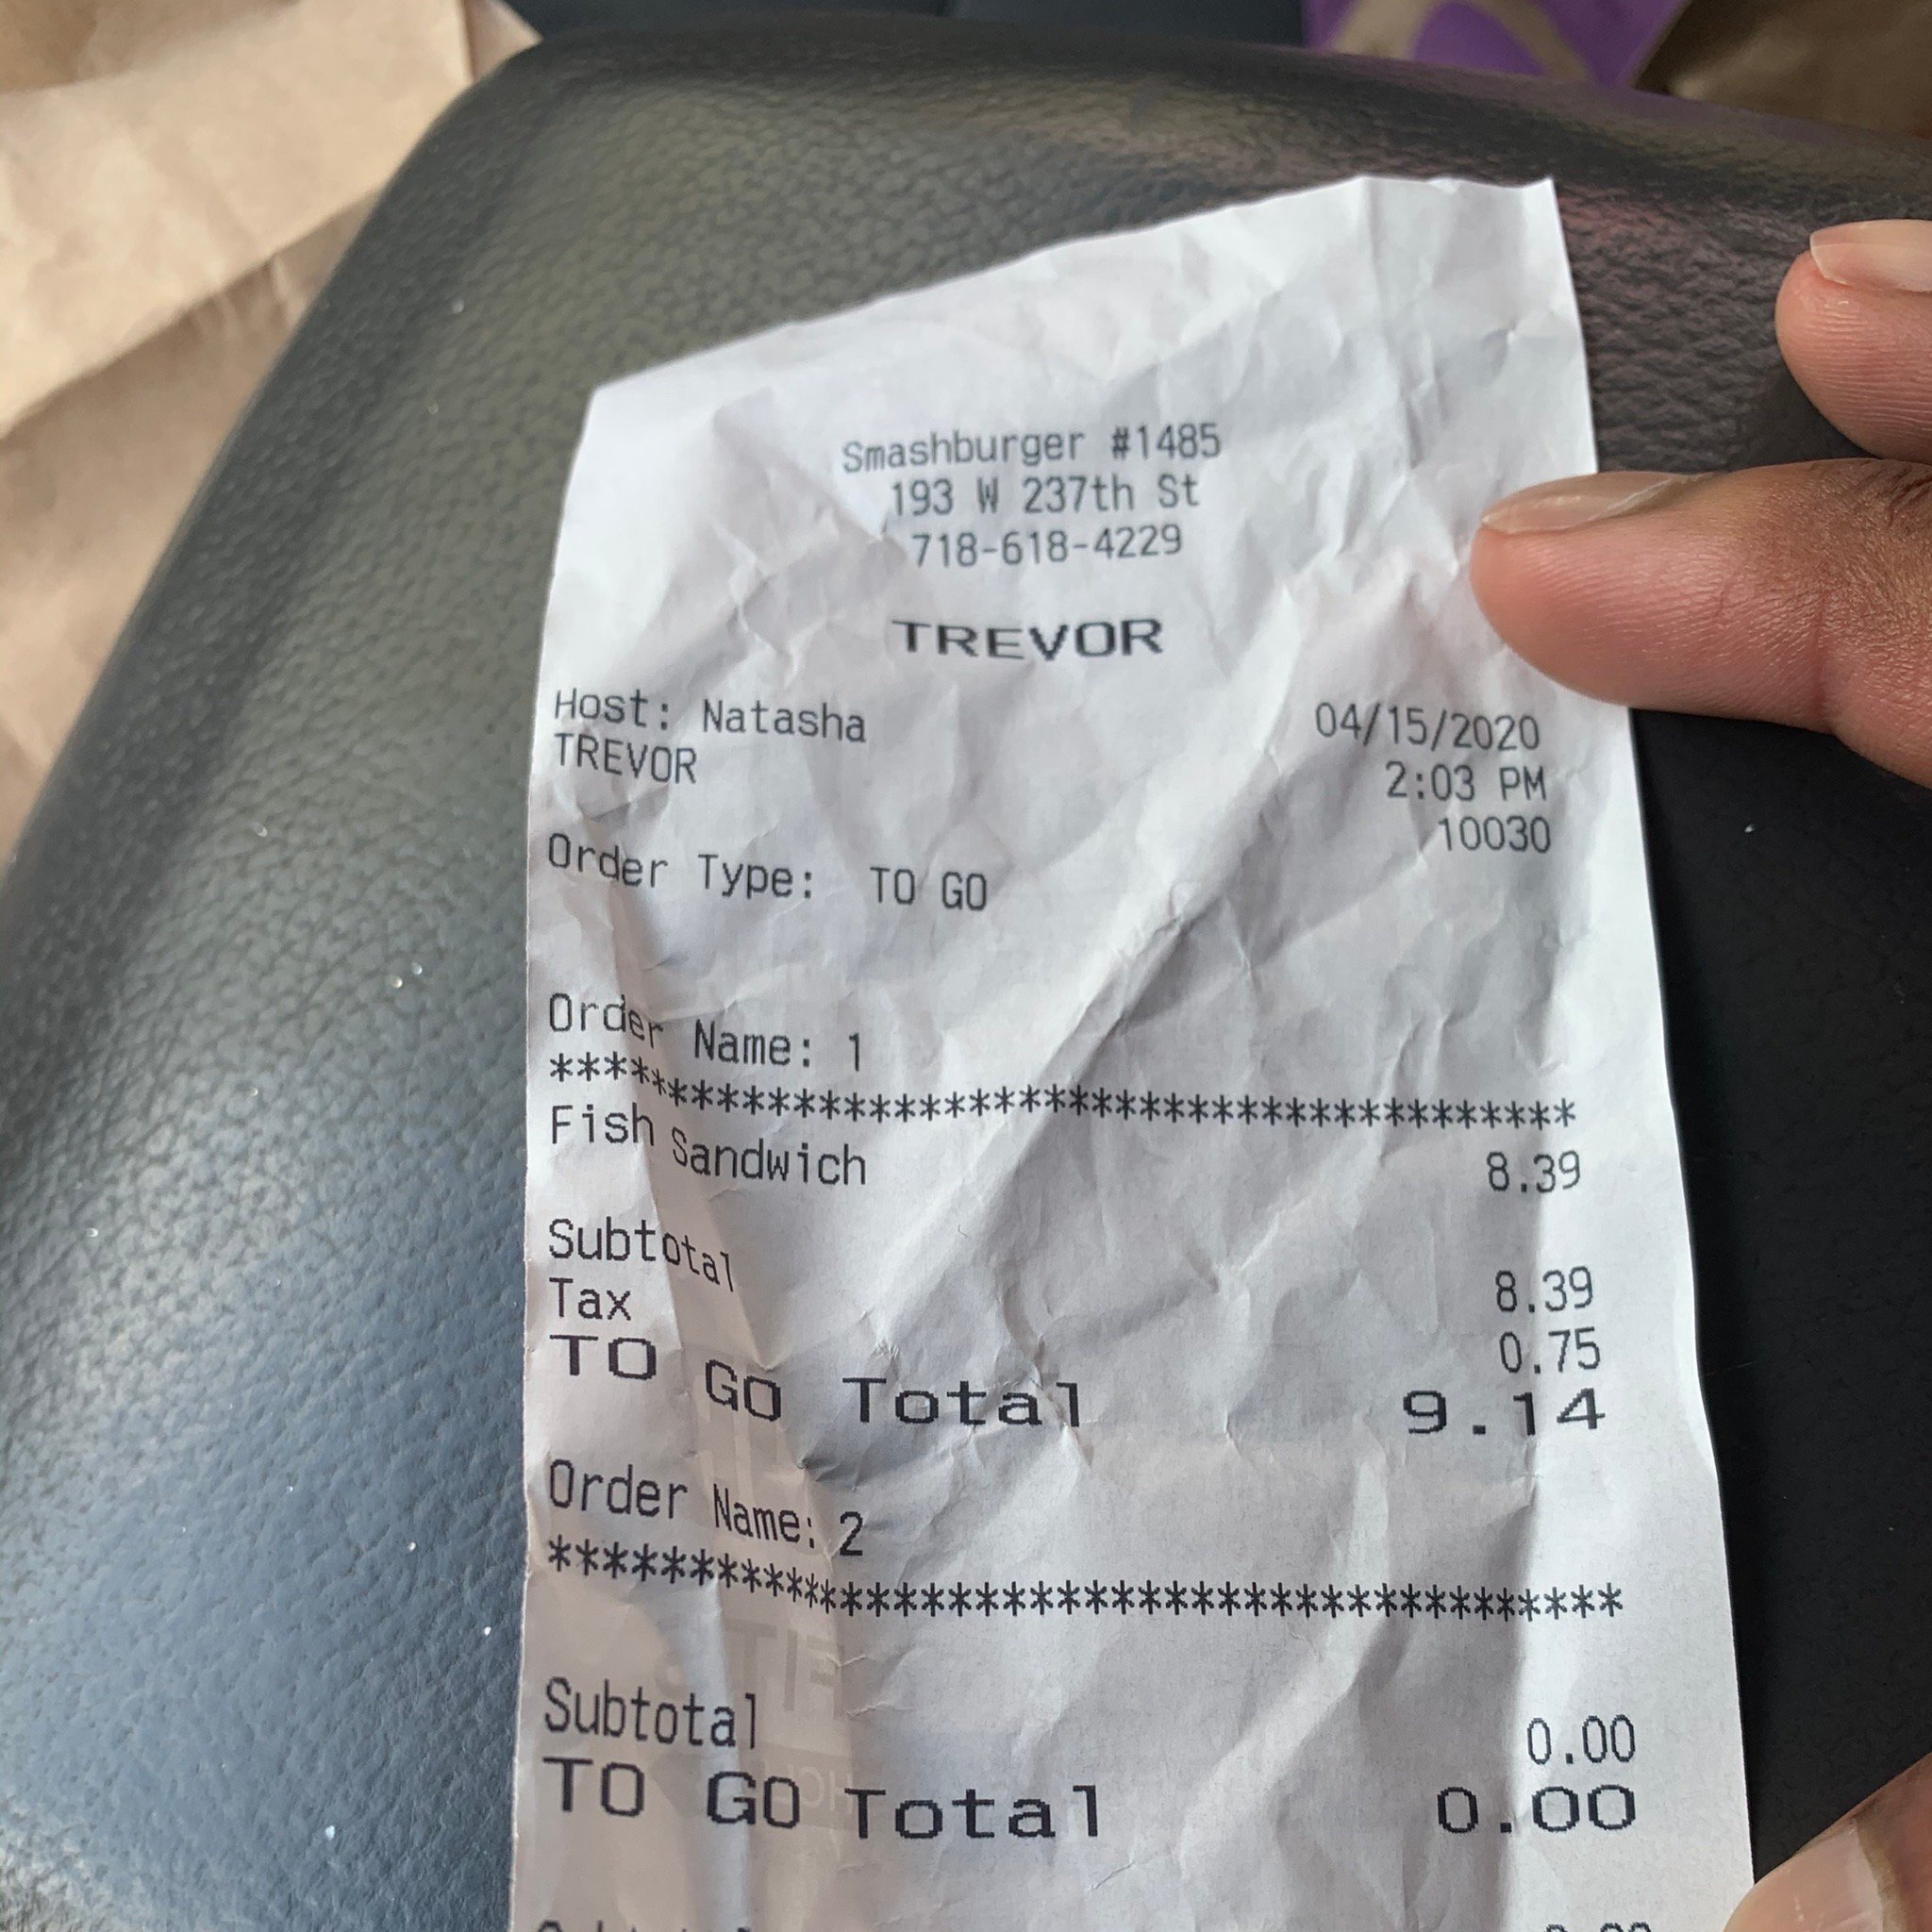 Smashburger #1485
193 W 237th St
718-618-4229
TREVOR
Host: Natasha 04/15/2020
TREVOR 2:03 PM
10030
Order Type: TO GO
Order Name: 1
****************************************
Fish Sandwich 8.39
Subtotal 8.39
Tax 0.75
TO GO Total 9.14
Order Name: 2
****************************************
Subtotal 0.00
TO GO Total 0.00